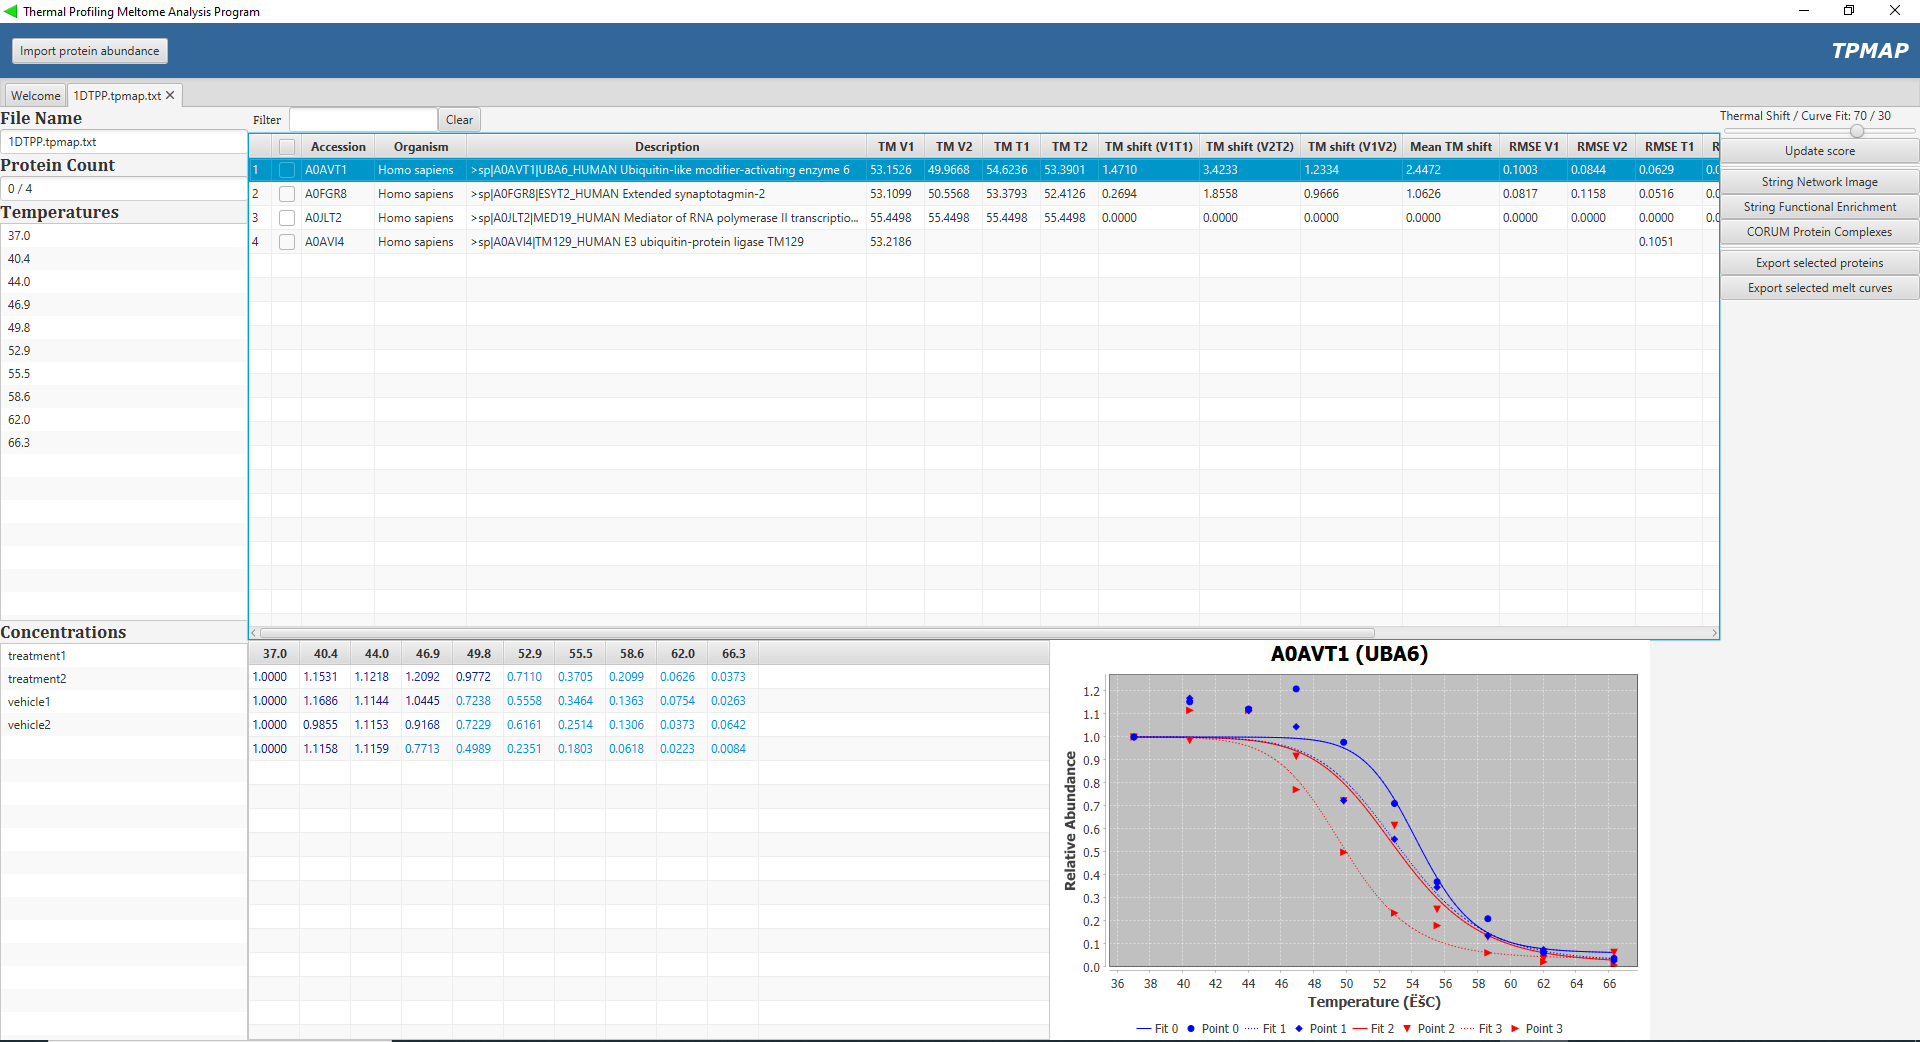 Thermal Profiling Meltome Analysis Program
Import protein abundance
TPMAP
Welcome
1DTPP.tpmap.txt
File Name
1DTPP.tpmap.txt
Protein Count
0 / 4
Temperatures
37.0
40.4
44.0
46.9
49.8
52.9
55.5
58.6
62.0
66.3
Concentrations
treatment1
treatment2
vehicle1
vehicle2
Filter
Clear
Accession Organism Description TM V1 TM V2 TM T1 TM T2 TM shift (V1T1) TM shift (V2T2) TM shift (V1V2) Mean TM shift RMSE V1 RMSE V2 RMSE T1 R
1 A0AVT1 Homo sapiens >sp|A0AVT1|UBA6_HUMAN Ubiquitin-like modifier-activating enzyme 6 53.1526 49.9668 54.6236 53.3901 1.4710 3.4233 1.2334 2.4472 0.1003 0.0844 0.0629 0.0
2 A0FGR8 Homo sapiens >sp|A0FGR8|ESYT2_HUMAN Extended synaptotagmin-2 53.1099 50.5568 53.3793 52.4126 0.2694 1.8558 0.9666 1.0626 0.0817 0.1158 0.0516 0.0
3 A0JLT2 Homo sapiens >sp|A0JLT2|MED19_HUMAN Mediator of RNA polymerase II transcriptio... 55.4498 55.4498 55.4498 55.4498 0.0000 0.0000 0.0000 0.0000 0.0000 0.0000 0.0000 0.0
4 A0AVI4 Homo sapiens >sp|A0AVI4|TM129_HUMAN E3 ubiquitin-protein ligase TM129 53.2186 0.1051
Thermal Shift / Curve Fit: 70 / 30
Update score
String Network Image
String Functional Enrichment
CORUM Protein Complexes
Export selected proteins
Export selected melt curves
37.0 40.4 44.0 46.9 49.8 52.9 55.5 58.6 62.0 66.3
1.0000 1.1531 1.1218 1.2092 0.9772 0.7110 0.3705 0.2099 0.0626 0.0373
1.0000 1.1686 1.1144 1.0445 0.7238 0.5558 0.3464 0.1363 0.0754 0.0263
1.0000 0.9855 1.1153 0.9168 0.7229 0.6161 0.2514 0.1306 0.0373 0.0642
1.0000 1.1158 1.1159 0.7713 0.4989 0.2351 0.1803 0.0618 0.0223 0.0084
A0AVT1 (UBA6)
Relative Abundance
1.2
1.1
1.0
0.9
0.8
0.7
0.6
0.5
0.4
0.3
0.2
0.1
0.0
36 38 40 42 44 46 48 50 52 54 56 58 60 62 64 66
Temperature (ËšC)
Fit 0 Point 0 Fit 1 Point 1 Fit 2 Point 2 Fit 3 Point 3